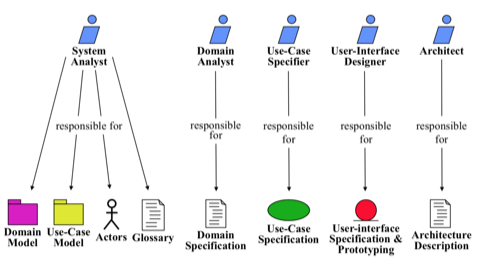 System
Analyst
Domain
Analyst
Use-Case
Specifier
User-Interface
Designer
Architect
responsible for
responsible
for
responsible
for
responsible
for
responsible
for
Domain
Model
Use-Case
Model
Actors
Glossary
Domain
Specification
Use-Case
Specification
User-interface
Specification &
Prototyping
Architecture
Description